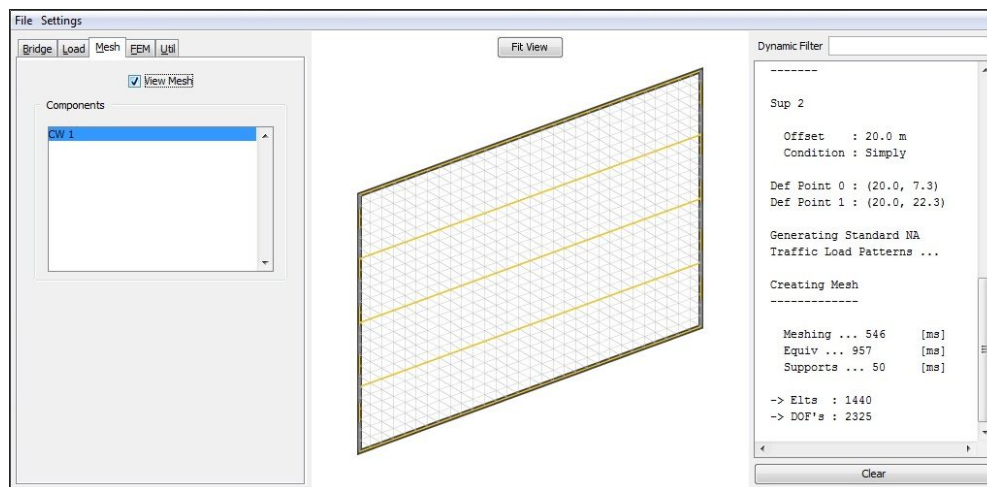 File Settings
Bridge Load Mesh FEM Util
View Mesh
Components
CW 1
Fit View
Dynamic Filter
-------
Sup 2
Offset : 20.0 m
Condition : Simply
Def Point 0 : (20.0, 7.3)
Def Point 1 : (20.0, 22.3)
Generating Standard NA
Traffic Load Patterns ...
Creating Mesh
-------------
Meshing ... 546 [ms]
Equiv ... 957 [ms]
Supports ... 50 [ms]
-> Elts : 1440
-> DOF's : 2325
Clear